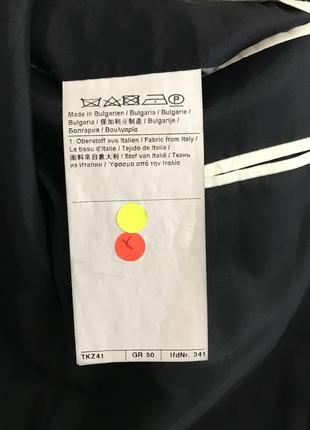 P
Made in Bulgarien / Bulgaria / Bulgarie /
Bulgaria / 保加利亚制造 / Bulgarije /
Болгария / Βουλγαρία
1. Oberstoff aus Italien / Fabric from Italy /
Le tissu d'Italie / Tejido de Italia /
面料来自意大利 / Stof van Italië / Ткань
из Италии / Ύφασμα από την Ιταλία
TKZ41 GR 50 lfdNr. 341